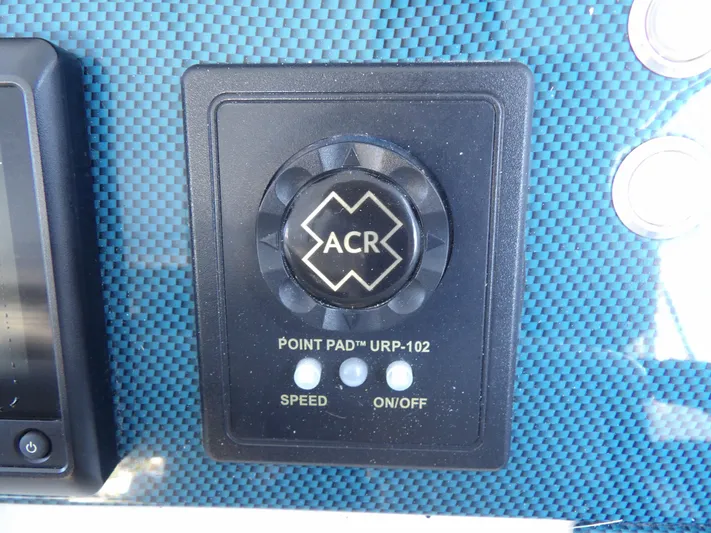 ACR
POINT PAD™ URP-102
SPEED ON/OFF